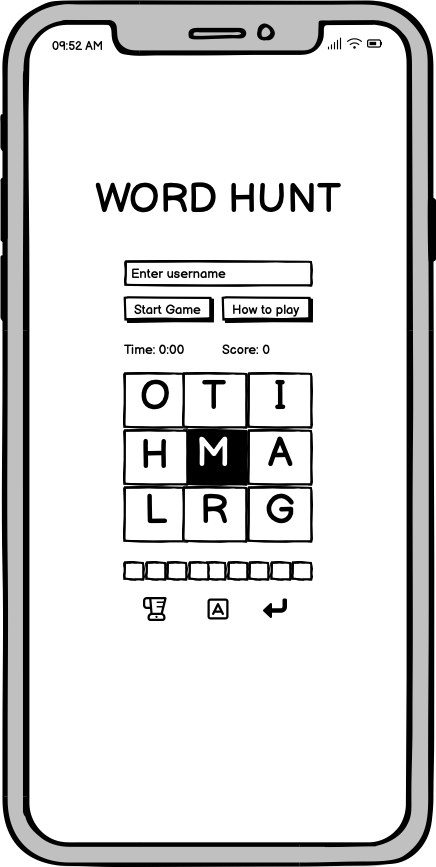 09:52 AM
WORD HUNT
Enter username
Start Game How to play
Time: 0:00 Score: 0
O T I
H M A
L R G
A